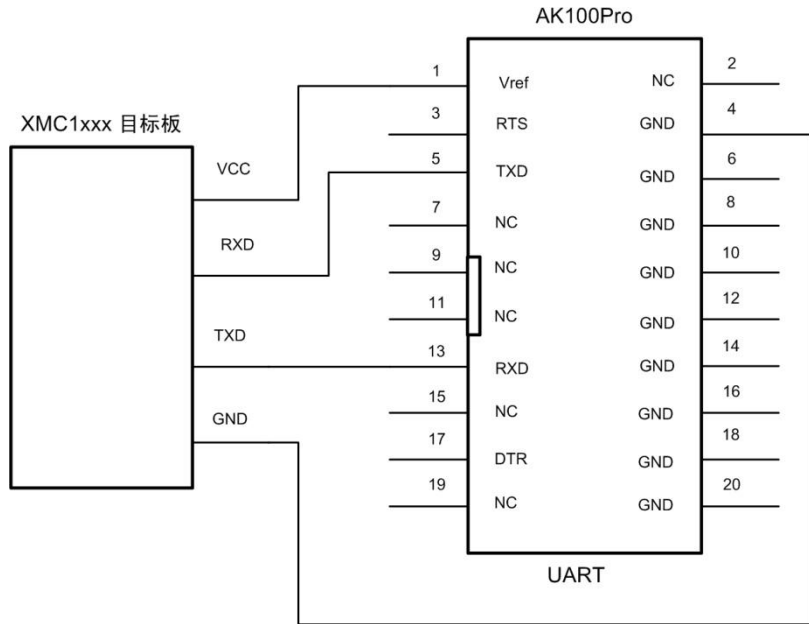 AK100Pro
XMC1xxx 目标板
VCC
RXD
TXD
GND
1 Vref NC 2
3 RTS GND 4
5 TXD GND 6
7 NC GND 8
9 NC GND 10
11 NC GND 12
13 RXD GND 14
15 NC GND 16
17 DTR GND 18
19 NC GND 20
UART